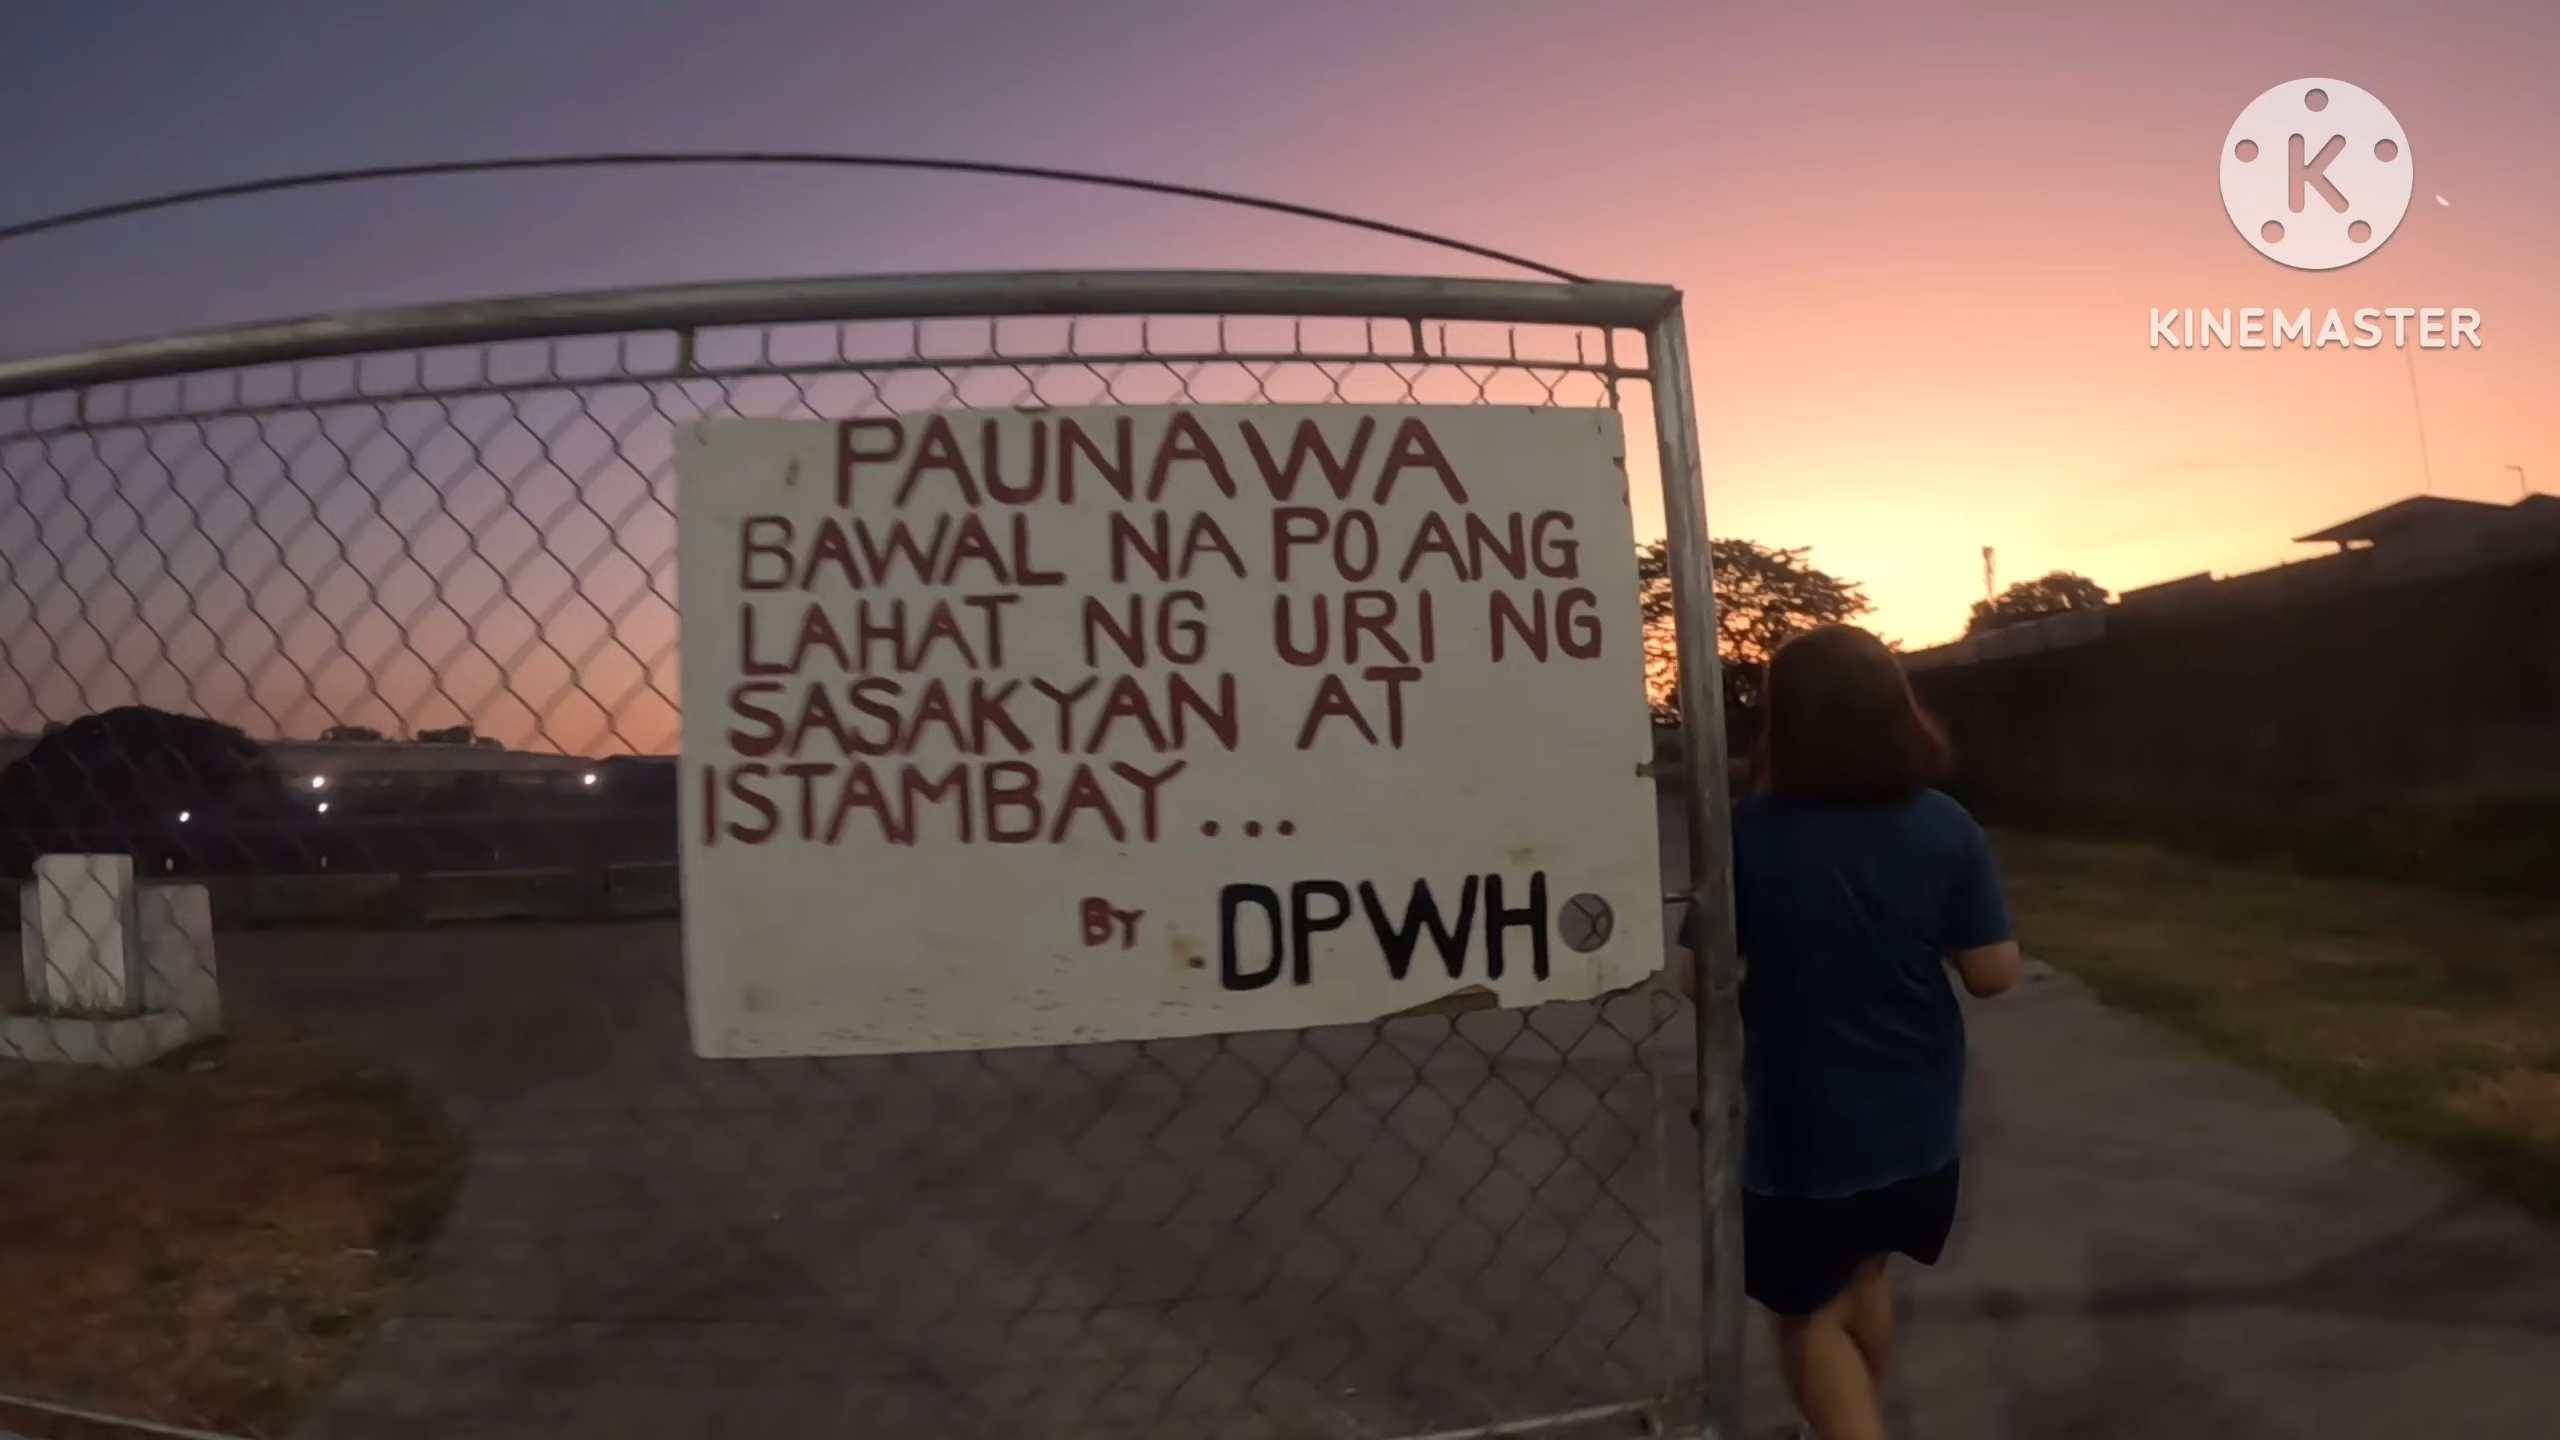 PAUNAWA
BAWAL NA PO ANG
LAHAT NG URI NG
SASAKYAN AT
ISTAMBAY...
BY DPWH
K
KINEMASTER